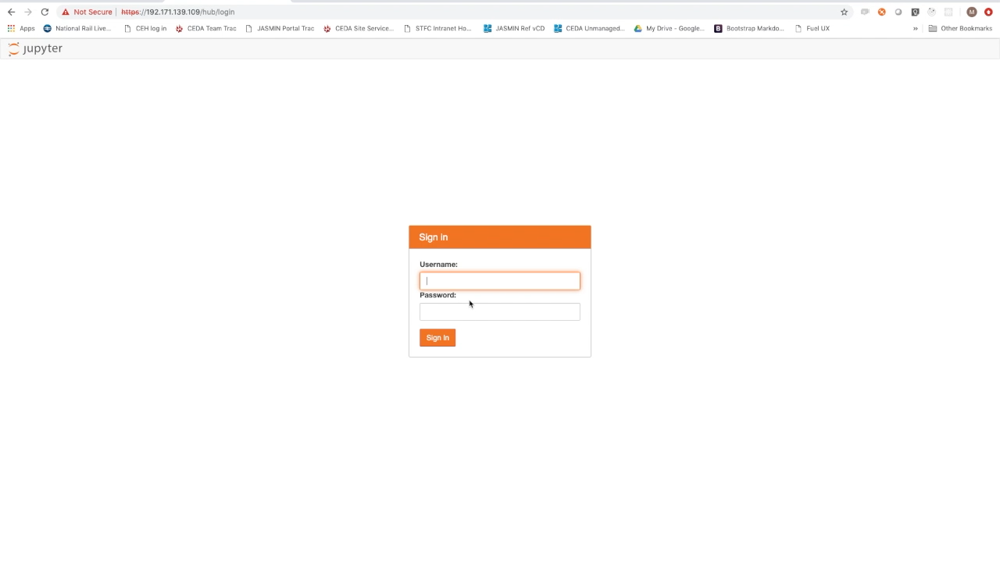 Not Secure https://192.171.139.109/hub/login M
Apps National Rail Live... CEH log in CEDA Team Trac JASMIN Portal Trac CEDA Site Service... STFC Intranet Ho... JASMIN Ref vCD CEDA Unmanaged... My Drive - Google... B Bootstrap Markdo... Fuel UX » Other Bookmarks
jupyter
Sign in
Username:
Password:
Sign In